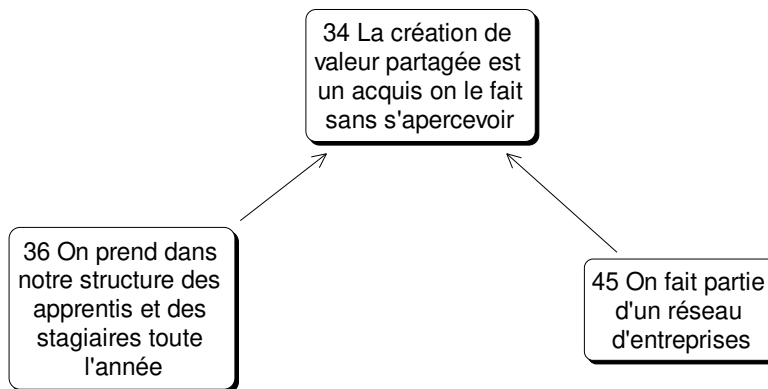 34 La création de
valeur partagée est
un acquis on le fait
sans s'apercevoir
36 On prend dans
notre structure des
apprentis et des
stagiaires toute
l'année
45 On fait partie
d'un réseau
d'entreprises